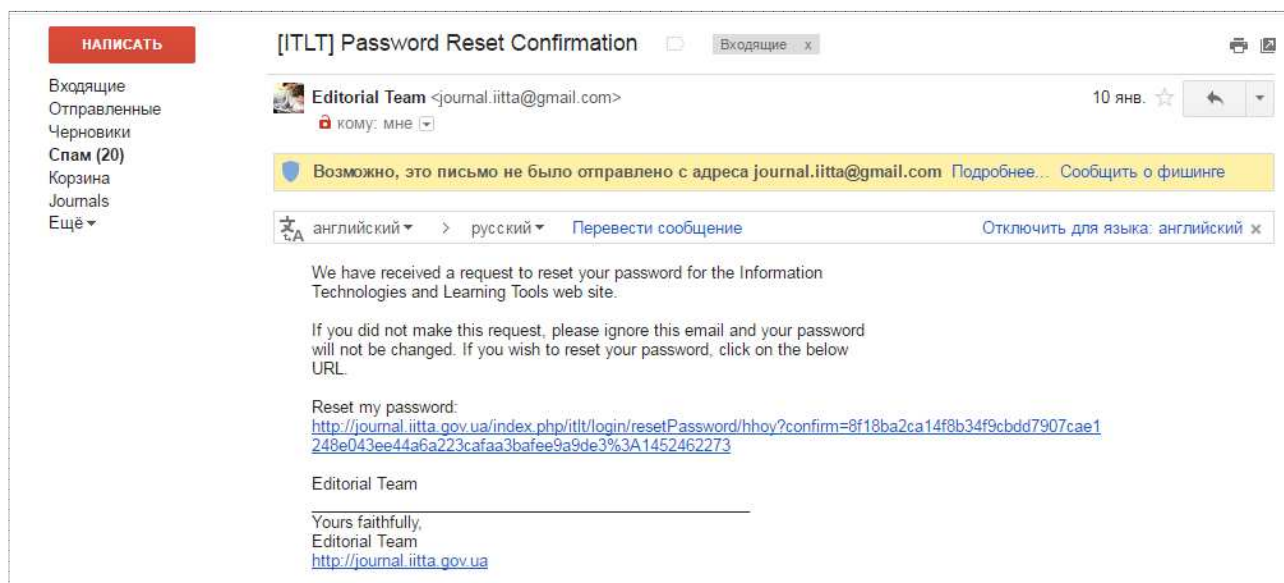 НАПИСАТЬ
Входящие
Отправленные
Черновики
Спам (20)
Корзина
Journals
Ещё
[ITLT] Password Reset Confirmation
Входящие x
Editorial Team <journal.iitta@gmail.com>
10 янв.
кому: мне
Возможно, это письмо не было отправлено с адреса journal.iitta@gmail.com Подробнее... Сообщить о фишинге
английский > русский Перевести сообщение Отключить для языка: английский x
We have received a request to reset your password for the Information
Technologies and Learning Tools web site.
If you did not make this request, please ignore this email and your password
will not be changed. If you wish to reset your password, click on the below
URL.
Reset my password:
http://journal.iitta.gov.ua/index.php/itlt/login/resetPassword/hhoy?confirm=8f18ba2ca14f8b34f9cbdd7907cae1
248e043ee44a6a223cafaa3bafee9a9de3%3A1452462273
Editorial Team
Yours faithfully,
Editorial Team
http://journal.iitta.gov.ua